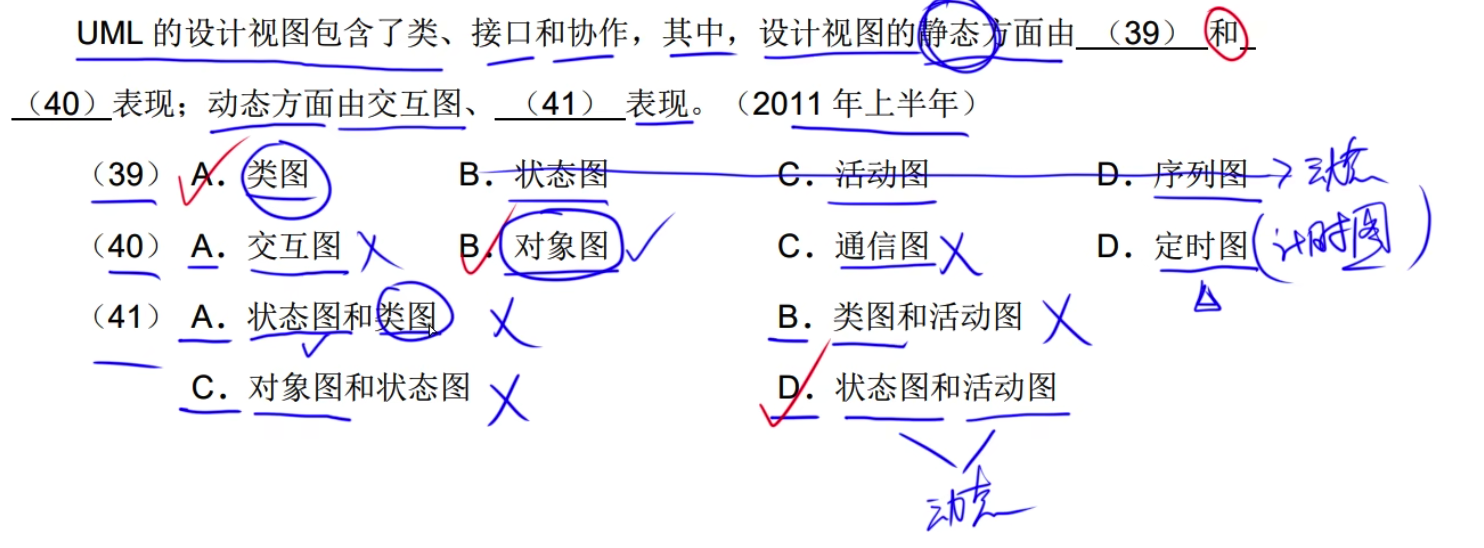 UML 的设计视图包含了类、接口和协作，其中，设计视图的静态方面由 （39） 和
（40）表现；动态方面由交互图、 （41） 表现。（2011 年上半年）
（39） A．类图 B．状态图 C．活动图 D．序列图 动态
（40） A．交互图 B．对象图 C．通信图 D．定时图(计时图)
（41） A．状态图和类图 B．类图和活动图
C．对象图和状态图 D．状态图和活动图
动态